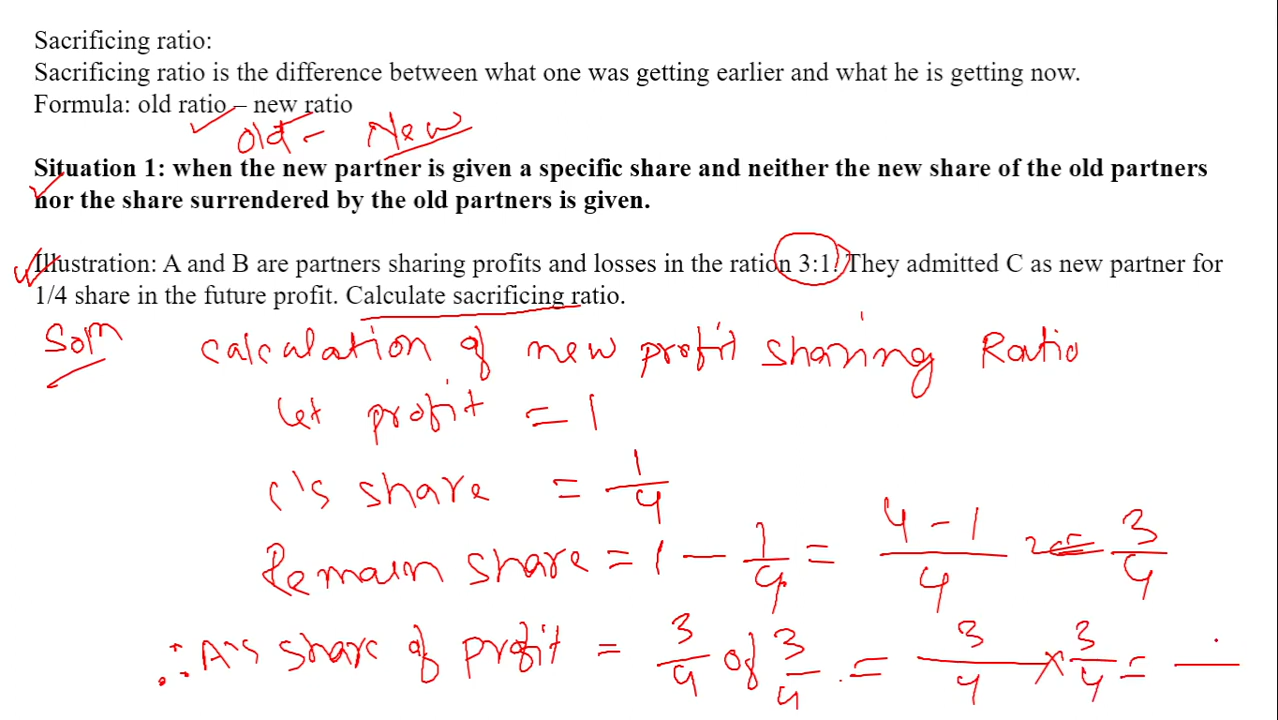 Sacrificing ratio:
Sacrificing ratio is the difference between what one was getting earlier and what he is getting now.
Formula: old ratio – new ratio
Old - New
Situation 1: when the new partner is given a specific share and neither the new share of the old partners
nor the share surrendered by the old partners is given.
Illustration: A and B are partners sharing profits and losses in the ration 3:1. They admitted C as new partner for
1/4 share in the future profit. Calculate sacrificing ratio.
Soln Calculation of new profit sharing Ratio
let profit = 1
C's share = 1/4
Remain share = 1 - 1/4 = 4-1/4 = 3/4
∴ A's share of profit = 3/4 of 3/4 = 3/4 × 3/4 =